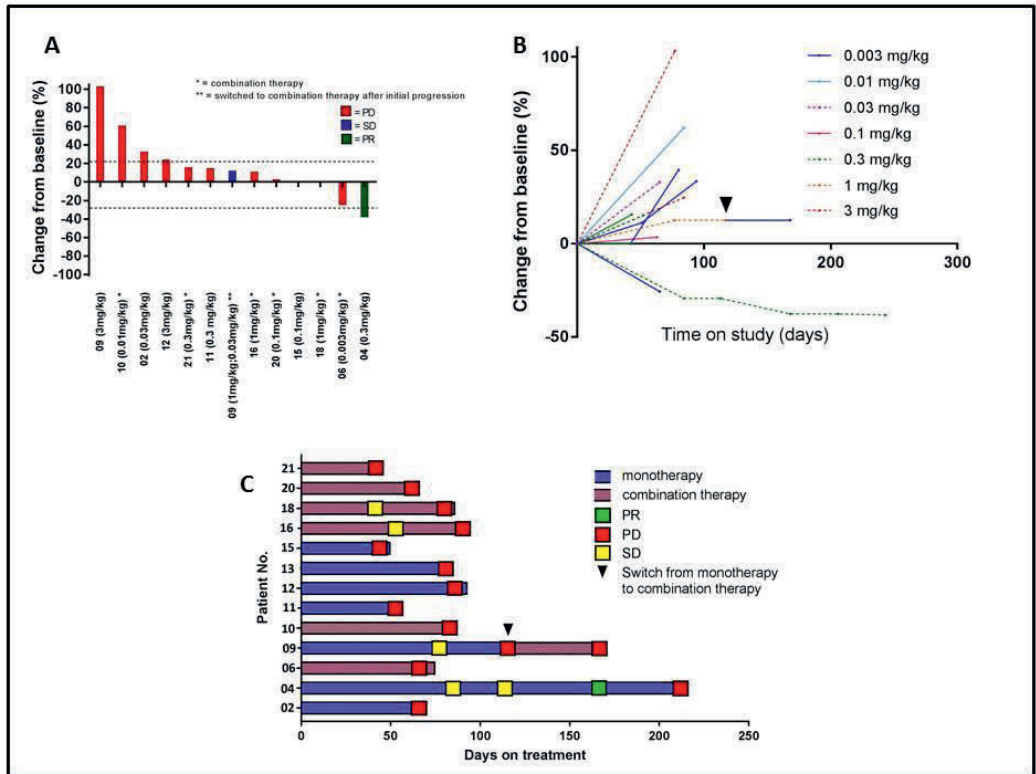 A
* = combination therapy
** = switched to combination therapy after initial progression
= PD
= SD
= PR
Change from baseline (%)
100
80
60
40
20
0
-20
-40
-60
-80
-100
09 (3mg/kg)
10 (0.01mg/kg) *
02 (0.03mg/kg)
12 (3mg/kg)
21 (0.3mg/kg) *
11 (0.3 mg/kg)
09 (1mg/kg;0.03mg/kg) **
16 (1mg/kg) *
20 (0.1mg/kg) *
15 (0.1mg/kg)
18 (1mg/kg) *
06 (0.003mg/kg) *
04 (0.3mg/kg)
B
Change from baseline (%)
100
50
0
-50
100
200
300
Time on study (days)
0.003 mg/kg
0.01 mg/kg
0.03 mg/kg
0.1 mg/kg
0.3 mg/kg
1 mg/kg
3 mg/kg
C
Patient No.
21
20
18
16
15
13
12
11
10
09
06
04
02
0
50
100
150
200
250
Days on treatment
monotherapy
combination therapy
PR
PD
SD
Switch from monotherapy
to combination therapy